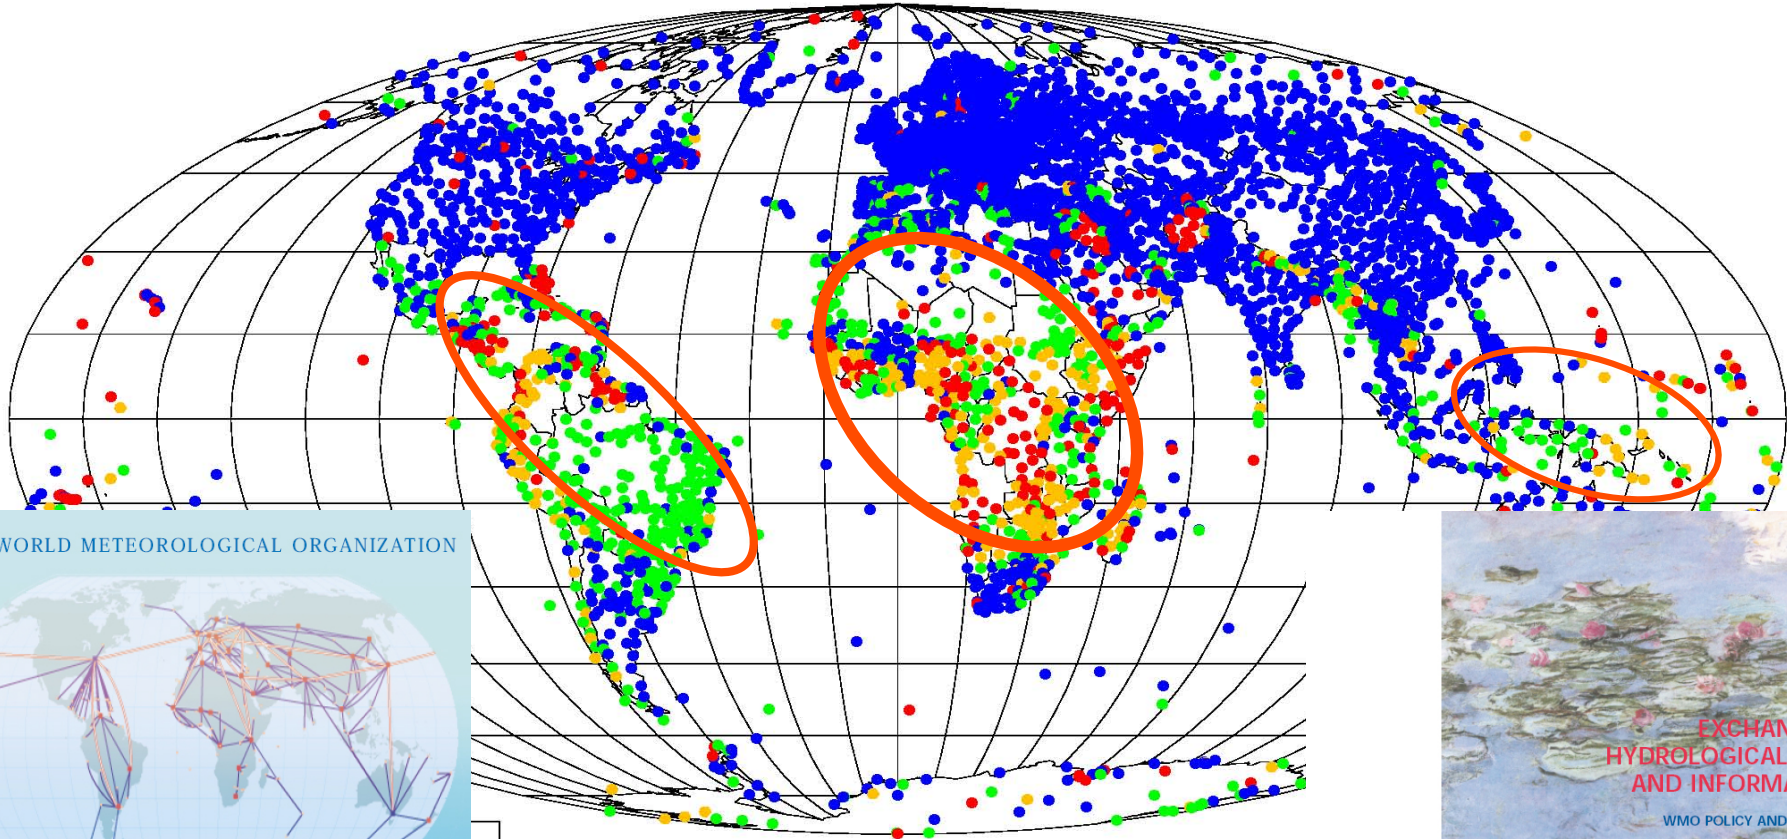 WORLD METEOROLOGICAL ORGANIZATION
EXCHAN
HYDROLOGICAL
AND INFORMA
WMO POLICY AND